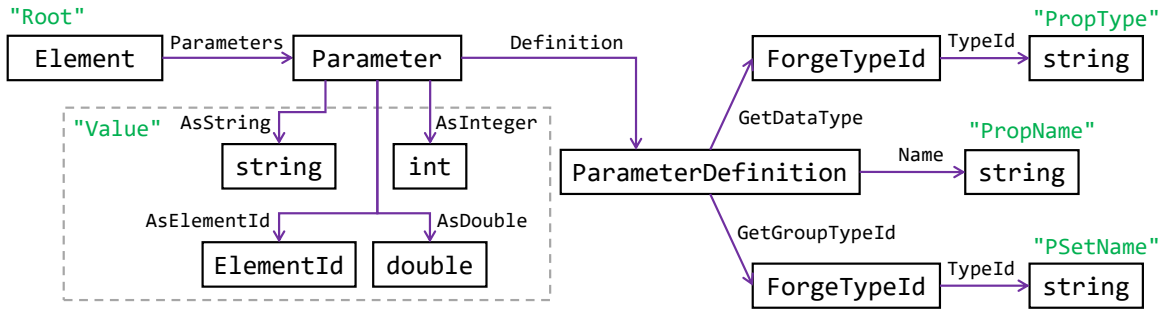 "Root"
"PropType"
Element
Parameters
Parameter
Definition
ForgeTypeId
TypeId
string
"Value"
AsString
AsInteger
GetDataType
"PropName"
string
int
ParameterDefinition
Name
string
AsElementId
AsDouble
GetGroupTypeId
"PSetName"
ElementId
double
ForgeTypeId
TypeId
string